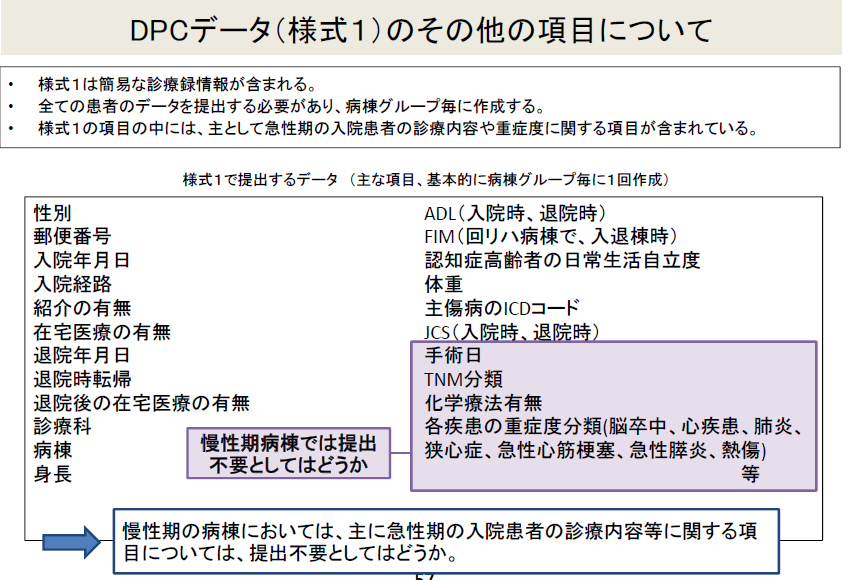 DPCデータ（様式１）のその他の項目について
• 様式１は簡易な診療録情報が含まれる。
• 全ての患者のデータを提出する必要があり、病棟グループ毎に作成する。
• 様式１の項目の中には、主として急性期の入院患者の診療内容や重症度に関する項目が含まれている。
様式１で提出するデータ （主な項目、基本的に病棟グループ毎に１回作成）
性別
郵便番号
入院年月日
入院経路
紹介の有無
在宅医療の有無
退院年月日
退院時転帰
退院後の在宅医療の有無
診療科
病棟
身長
ADL（入院時、退院時）
FIM（回リハ病棟で、入退棟時）
認知症高齢者の日常生活自立度
体重
主傷病のICDコード
JCS（入院時、退院時）
手術日
TNM分類
化学療法有無
各疾患の重症度分類(脳卒中、心疾患、肺炎、
狭心症、急性心筋梗塞、急性膵炎、熱傷)
等
慢性期病棟では提出
不要としてはどうか
慢性期の病棟においては、主に急性期の入院患者の診療内容等に関する項
目については、提出不要としてはどうか。